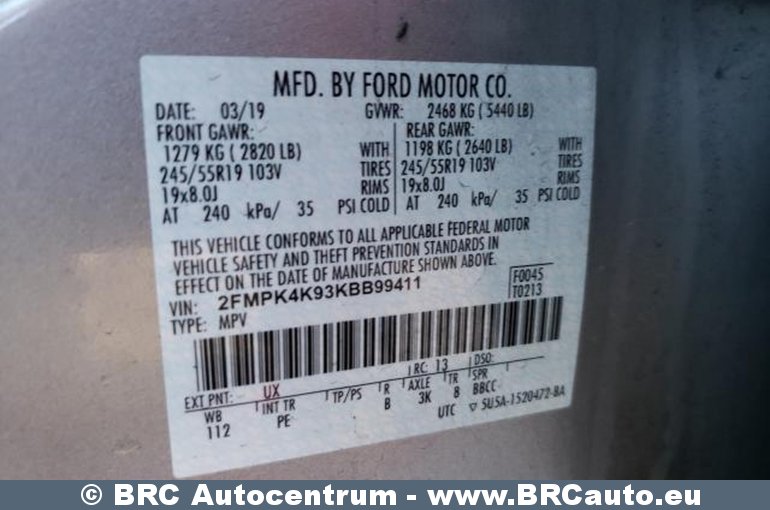 MFD. BY FORD MOTOR CO.
DATE: 03/19 GVWR: 2468 KG ( 5440 LB)
FRONT GAWR: REAR GAWR:
1279 KG ( 2820 LB) WITH 1198 KG ( 2640 LB) WITH
245/55R19 103V TIRES 245/55R19 103V TIRES
19x8.0J RIMS 19x8.0J RIMS
AT 240 kPa/ 35 PSI COLD AT 240 kPa/ 35 PSI COLD
THIS VEHICLE CONFORMS TO ALL APPLICABLE FEDERAL MOTOR
VEHICLE SAFETY AND THEFT PREVENTION STANDARDS IN
EFFECT ON THE DATE OF MANUFACTURE SHOWN ABOVE.
VIN: 2FMPK4K93KBB99411 F0045
TYPE: MPV T0213
EXT PNT: UX RC: 13 DSO:
WB INT TR TP/PS R AXLE TR SPR
112 PE B 3K 8 BBCC
UTC ▽ 5U5A-1520472-BA
© BRC Autocentrum - www.BRCauto.eu